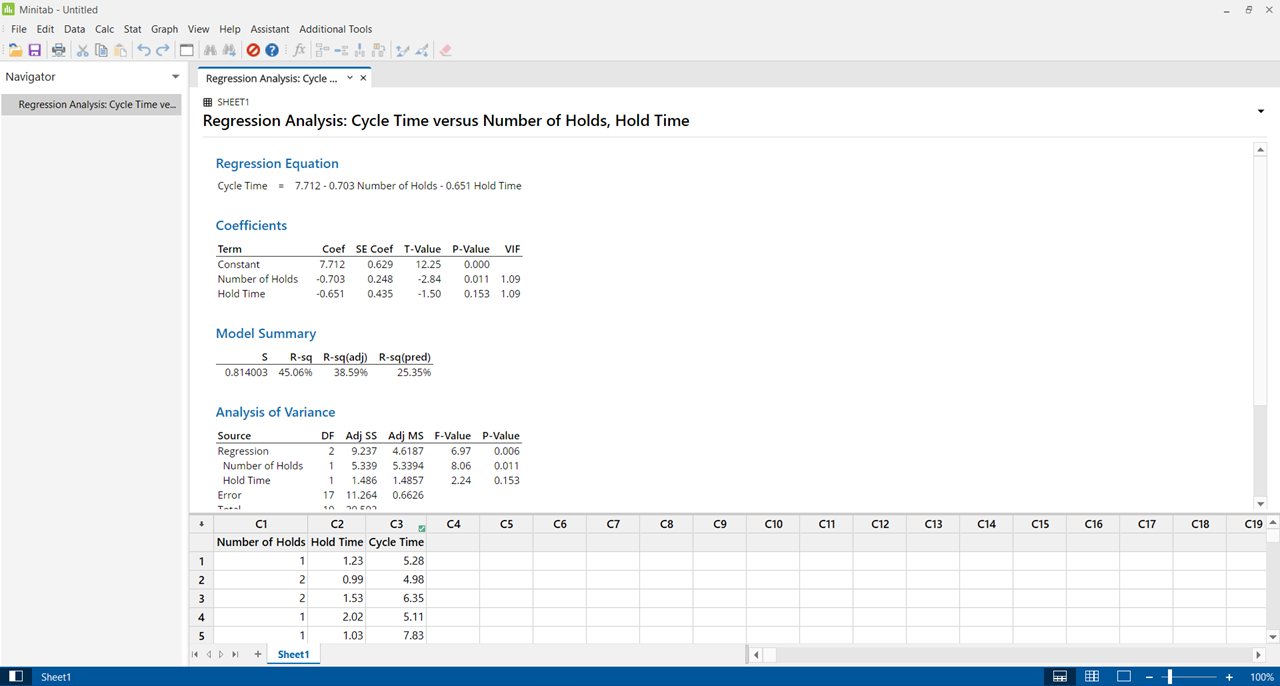 Minitab - Untitled
File Edit Data Calc Stat Graph View Help Assistant Additional Tools
Navigator
Regression Analysis: Cycle ...
Regression Analysis: Cycle Time ve...
SHEET1
Regression Analysis: Cycle Time versus Number of Holds, Hold Time
Regression Equation
Cycle Time = 7.712 - 0.703 Number of Holds - 0.651 Hold Time
Coefficients
Term Coef SE Coef T-Value P-Value VIF
Constant 7.712 0.629 12.25 0.000
Number of Holds -0.703 0.248 -2.84 0.011 1.09
Hold Time -0.651 0.435 -1.50 0.153 1.09
Model Summary
S R-sq R-sq(adj) R-sq(pred)
0.814003 45.06% 38.59% 25.35%
Analysis of Variance
Source DF Adj SS Adj MS F-Value P-Value
Regression 2 9.237 4.6187 6.97 0.006
Number of Holds 1 5.339 5.3394 8.06 0.011
Hold Time 1 1.486 1.4857 2.24 0.153
Error 17 11.264 0.6626
C1 C2 C3 C4 C5 C6 C7 C8 C9 C10 C11 C12 C13 C14 C15 C16 C17 C18 C19
Number of Holds Hold Time Cycle Time
1 1 1.23 5.28
2 2 0.99 4.98
3 2 1.53 6.35
4 1 2.02 5.11
5 1 1.03 7.83
Sheet1
Sheet1 100%